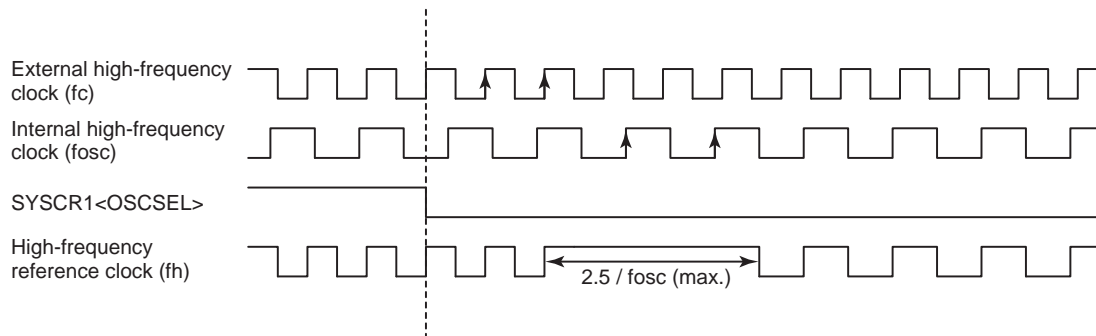 External high-frequency
clock (fc)
Internal high-frequency
clock (fosc)
SYSCR1<OSCSEL>
High-frequency
reference clock (fh)
2.5 / fosc (max.)